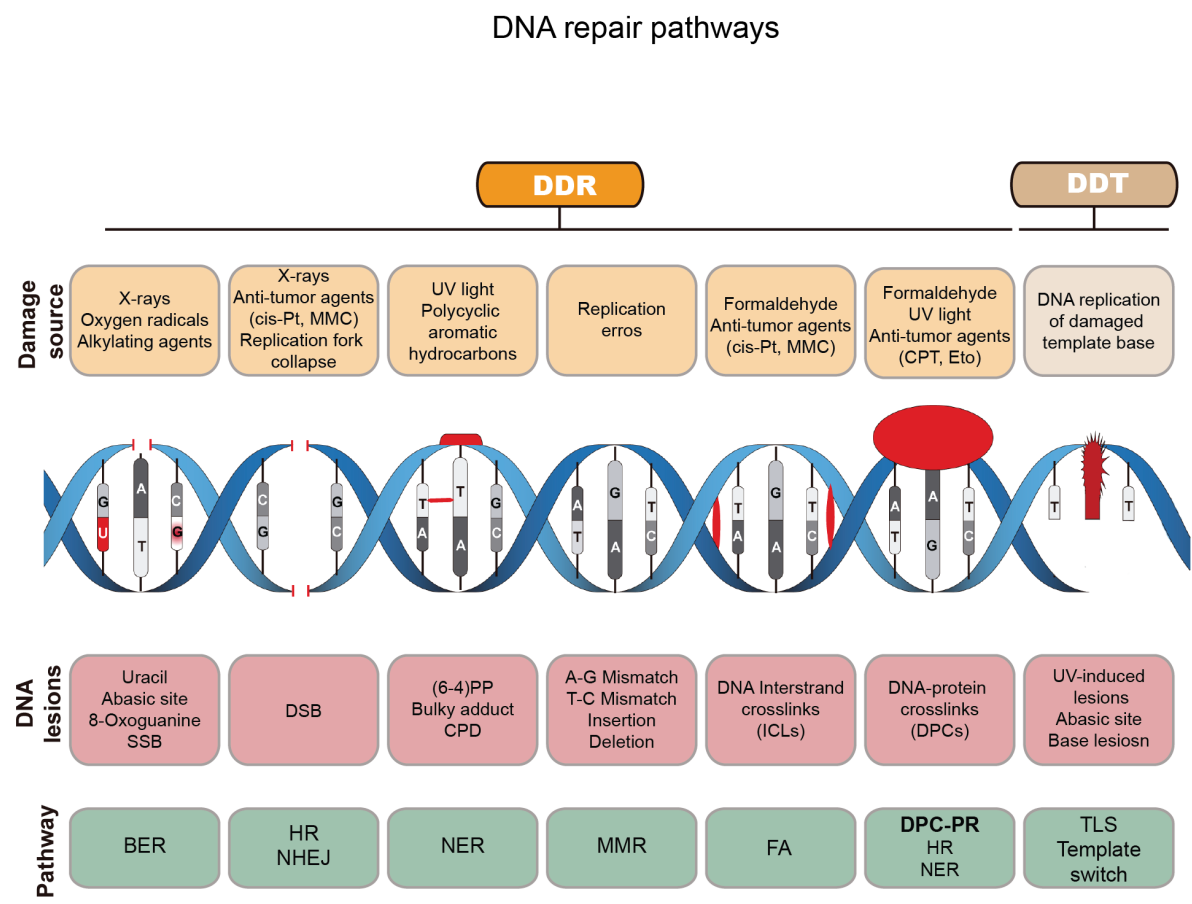 DNA repair pathways
DDR
DDT
Damage
source
X-rays
Oxygen radicals
Alkylating agents
X-rays
Anti-tumor agents
(cis-Pt, MMC)
Replication fork
collapse
UV light
Polycyclic
aromatic
hydrocarbons
Replication
erros
Formaldehyde
Anti-tumor agents
(cis-Pt, MMC)
Formaldehyde
UV light
Anti-tumor agents
(CPT, Eto)
DNA replication
of damaged
template base
G
U
A
T
C
G
C
G
G
C
T
A
T
A
G
C
A
T
G
A
T
C
T
A
G
A
T
C
A
T
A
G
T
C
T
T
DNA
lesions
Uracil
Abasic site
8-Oxoguanine
SSB
DSB
(6-4)PP
Bulky adduct
CPD
A-G Mismatch
T-C Mismatch
Insertion
Deletion
DNA Interstrand
crosslinks
(ICLs)
DNA-protein
crosslinks
(DPCs)
UV-induced
lesions
Abasic site
Base lesiosn
Pathway
BER
HR
NHEJ
NER
MMR
FA
DPC-PR
HR
NER
TLS
Template
switch